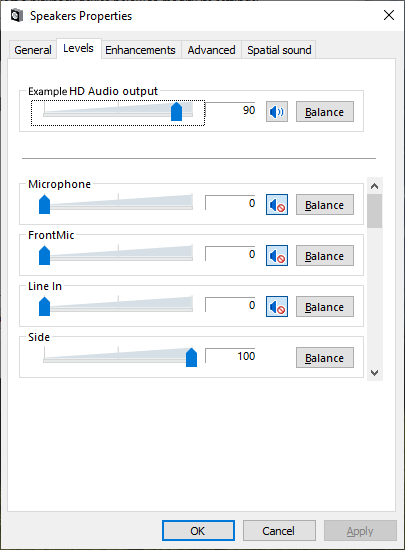 Speakers Properties
General Levels Enhancements Advanced Spatial sound
Example HD Audio output
90 Balance
Microphone
0 Balance
FrontMic
0 Balance
Line In
0 Balance
Side
100 Balance
OK Cancel Apply